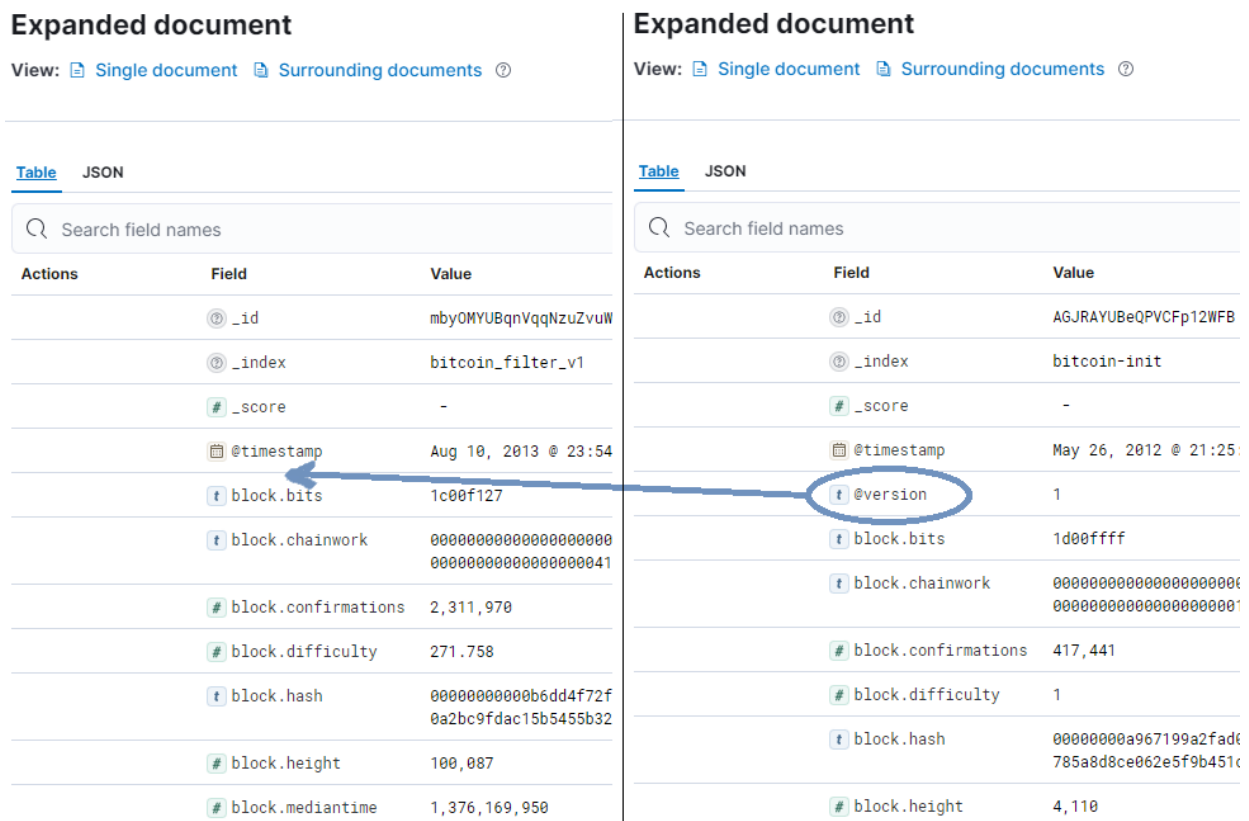 Expanded document
View: Single document Surrounding documents
Table JSON
Search field names
Actions Field Value
_id mbyOMYUBqnVqqNzuZvuW
_index bitcoin_filter_v1
# _score -
@timestamp Aug 10, 2013 @ 23:54
t block.bits 1c00f127
t block.chainwork 00000000000000000000
00000000000000000041
# block.confirmations 2,311,970
# block.difficulty 271.758
t block.hash 00000000000b6dd4f72f
0a2bc9fdac15b5455b32
# block.height 100,087
# block.mediantime 1,376,169,950
Expanded document
View: Single document Surrounding documents
Table JSON
Search field names
Actions Field Value
_id AGJRAYUBeQPVCFp12WFB
_index bitcoin-init
# _score -
@timestamp May 26, 2012 @ 21:25:
t @version 1
t block.bits 1d00ffff
t block.chainwork 000000000000000000000
000000000000000000001
# block.confirmations 417,441
# block.difficulty 1
t block.hash 00000000a967199a2fad0
785a8d8ce062e5f9b451c
# block.height 4,110